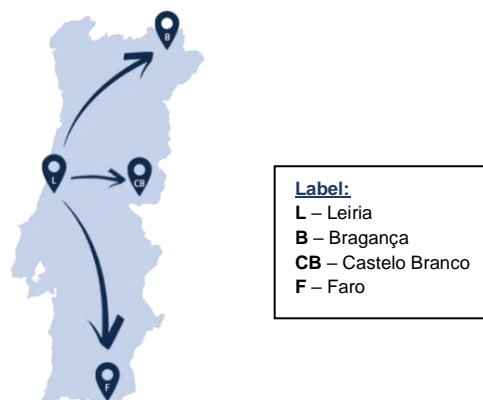 B
L
CB
F
Label:
L – Leiria
B – Bragança
CB – Castelo Branco
F – Faro